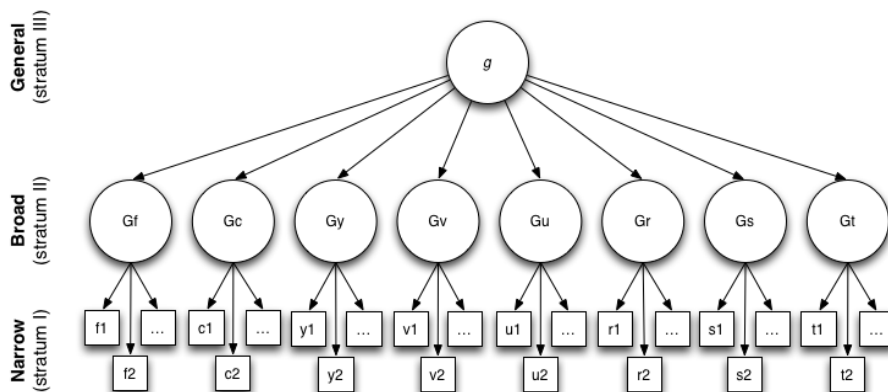 General
(stratum III)
g
Broad
(stratum II)
Gf Gc Gy Gv Gu Gr Gs Gt
Narrow
(stratum I)
f1 ... c1 ... y1 ... v1 ... u1 ... r1 ... s1 ... t1 ...
f2 c2 y2 v2 u2 r2 s2 t2